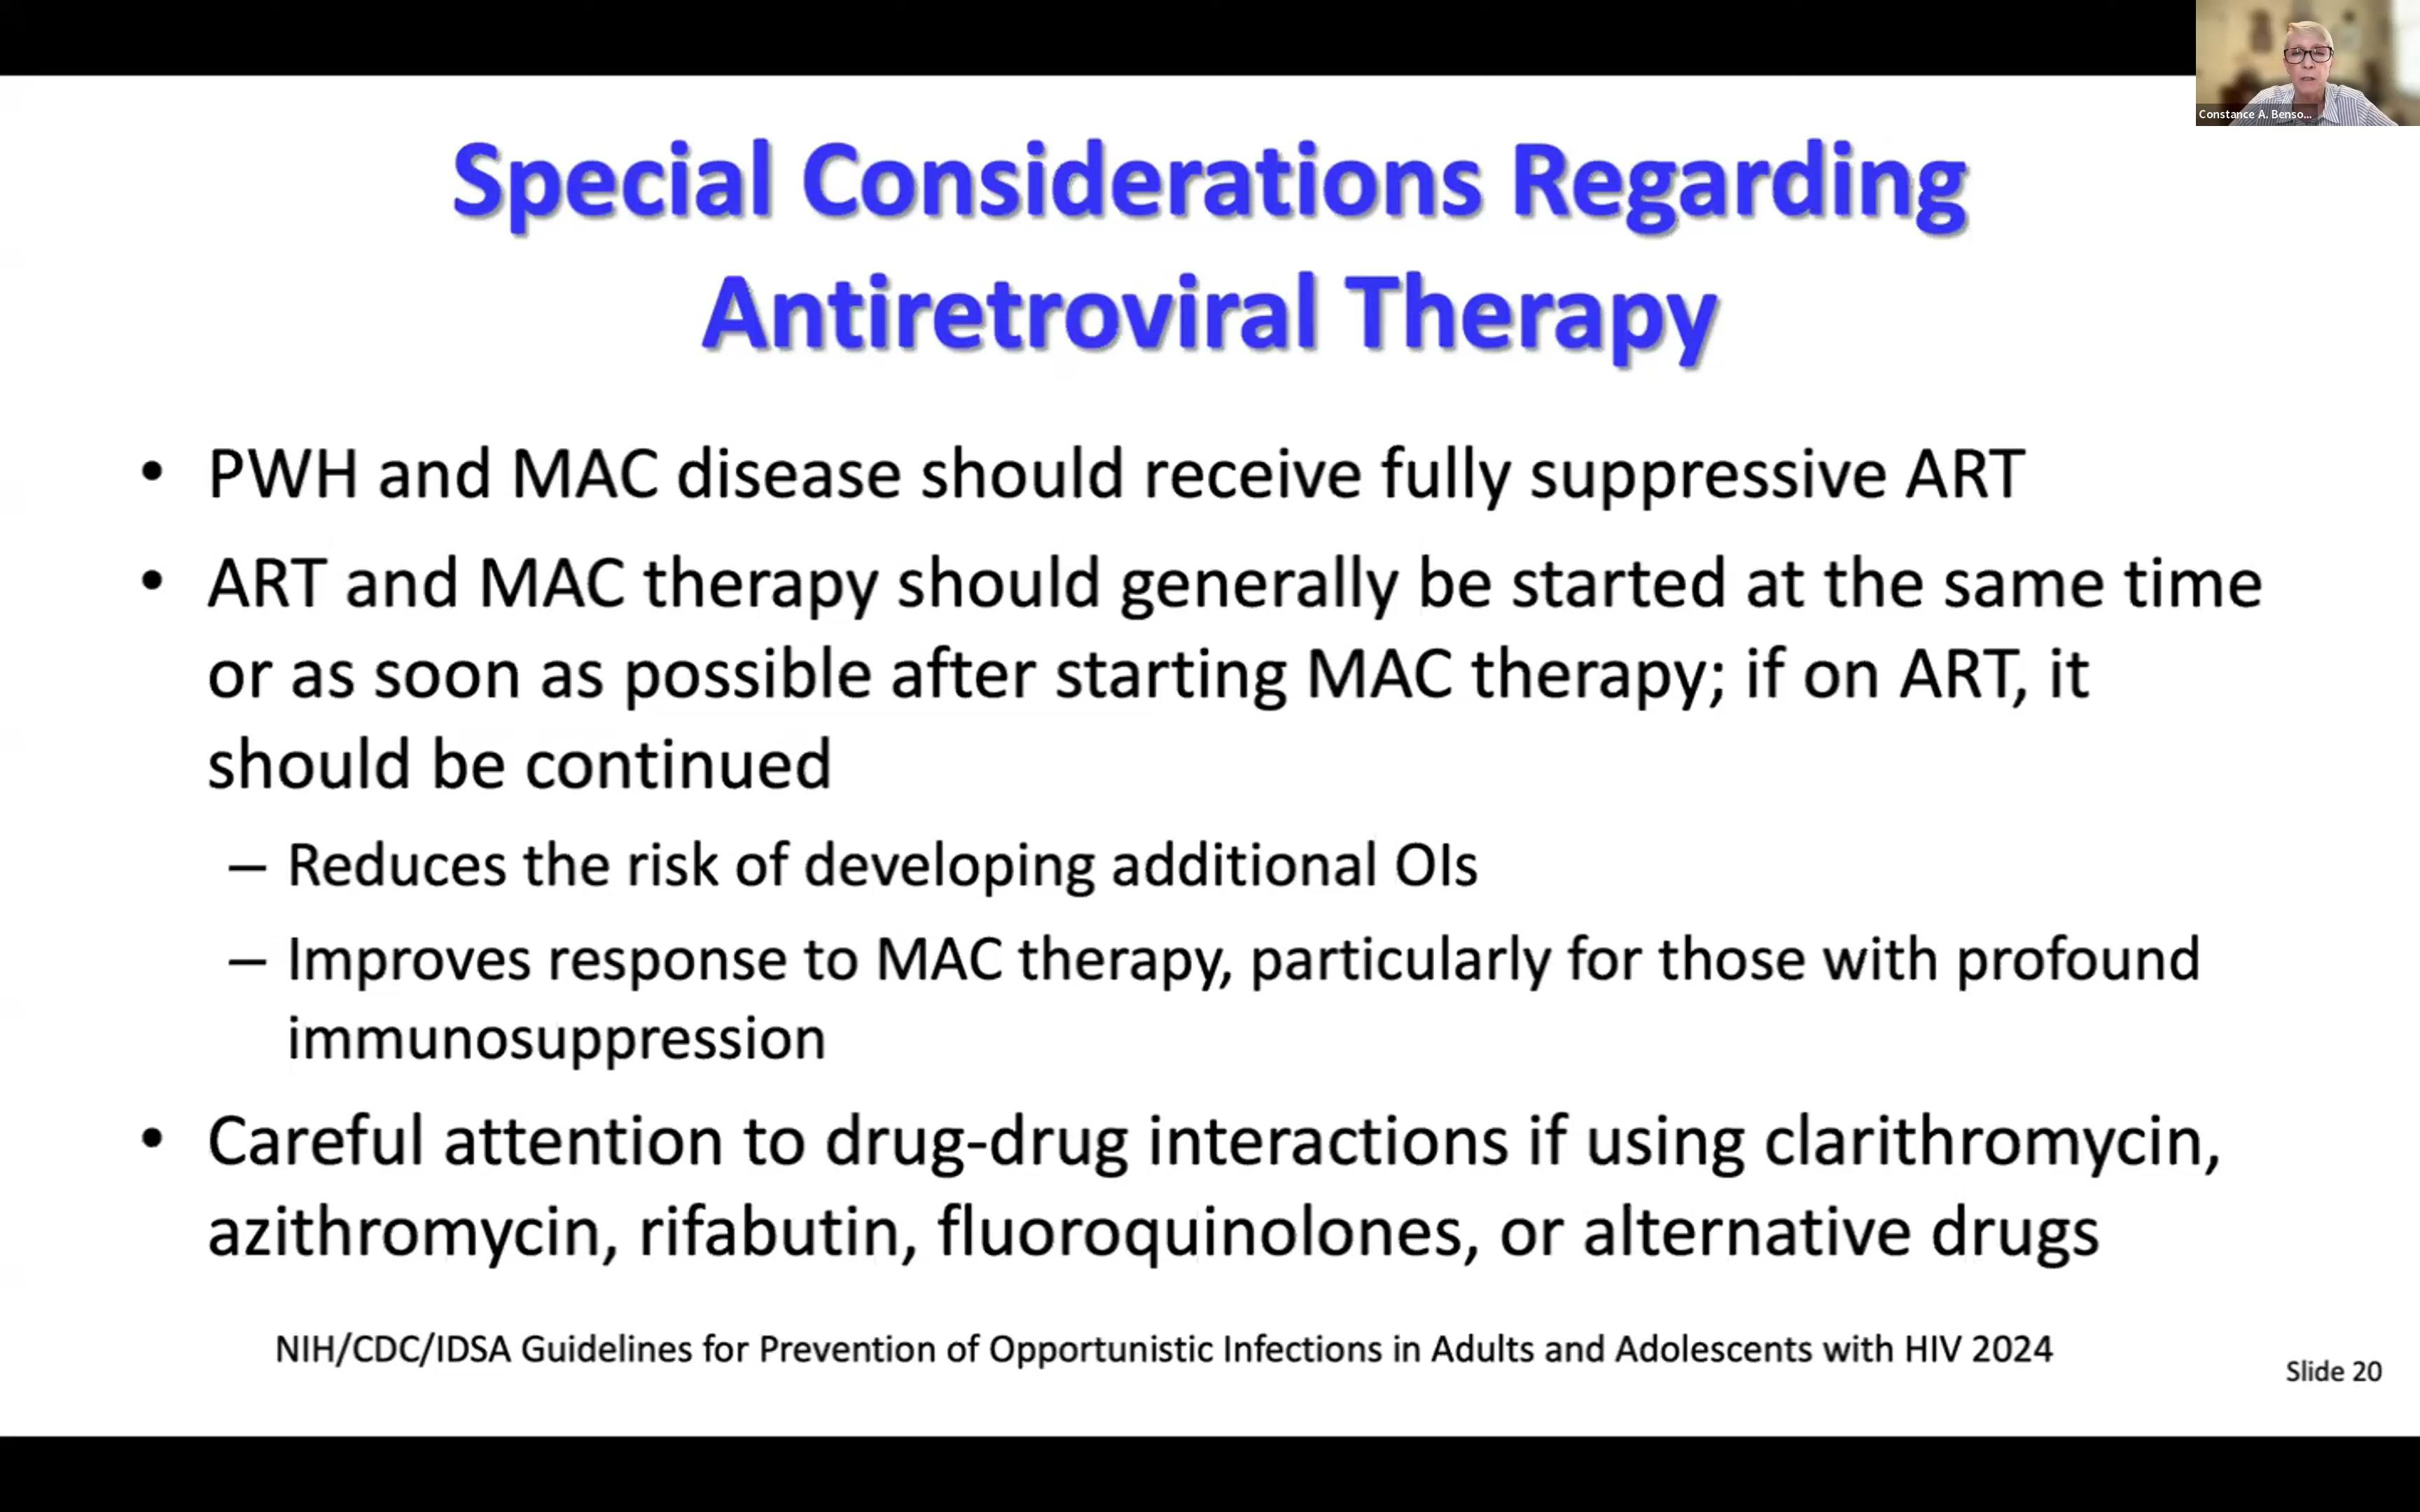 Constance A. Benso...
Special Considerations Regarding
Antiretroviral Therapy
• PWH and MAC disease should receive fully suppressive ART
• ART and MAC therapy should generally be started at the same time
or as soon as possible after starting MAC therapy; if on ART, it
should be continued
– Reduces the risk of developing additional OIs
– Improves response to MAC therapy, particularly for those with profound
immunosuppression
• Careful attention to drug-drug interactions if using clarithromycin,
azithromycin, rifabutin, fluoroquinolones, or alternative drugs
NIH/CDC/IDSA Guidelines for Prevention of Opportunistic Infections in Adults and Adolescents with HIV 2024
Slide 20